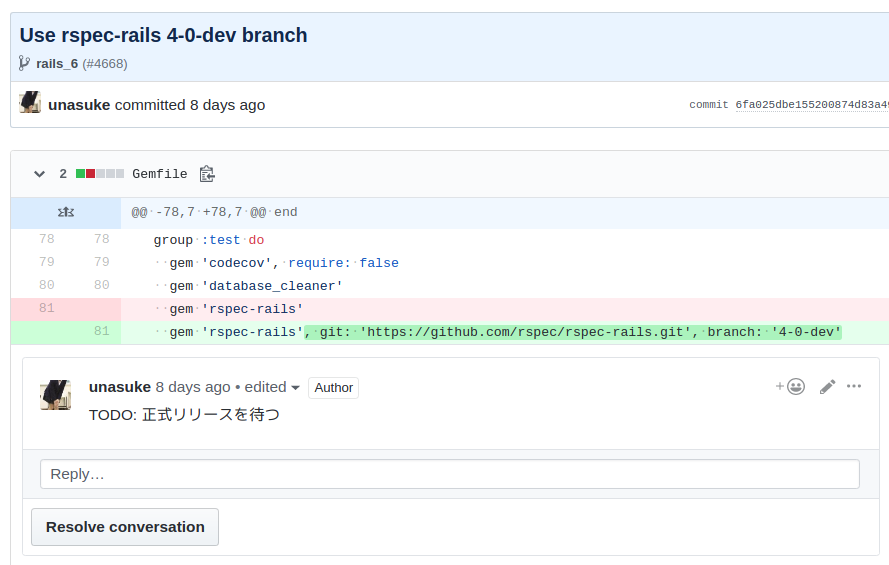 Use rspec-rails 4-0-dev branch
rails_6 (#4668)
unasuke committed 8 days ago
commit 6fa025dbe155200874d83a4
2 Gemfile
@@ -78,7 +78,7 @@ end
78 78 group :test do
79 79 gem 'codecov', require: false
80 80 gem 'database_cleaner'
81 gem 'rspec-rails'
81 gem 'rspec-rails', git: 'https://github.com/rspec/rspec-rails.git', branch: '4-0-dev'
unasuke 8 days ago • edited Author
TODO: 正式リリースを待つ
Reply…
Resolve conversation